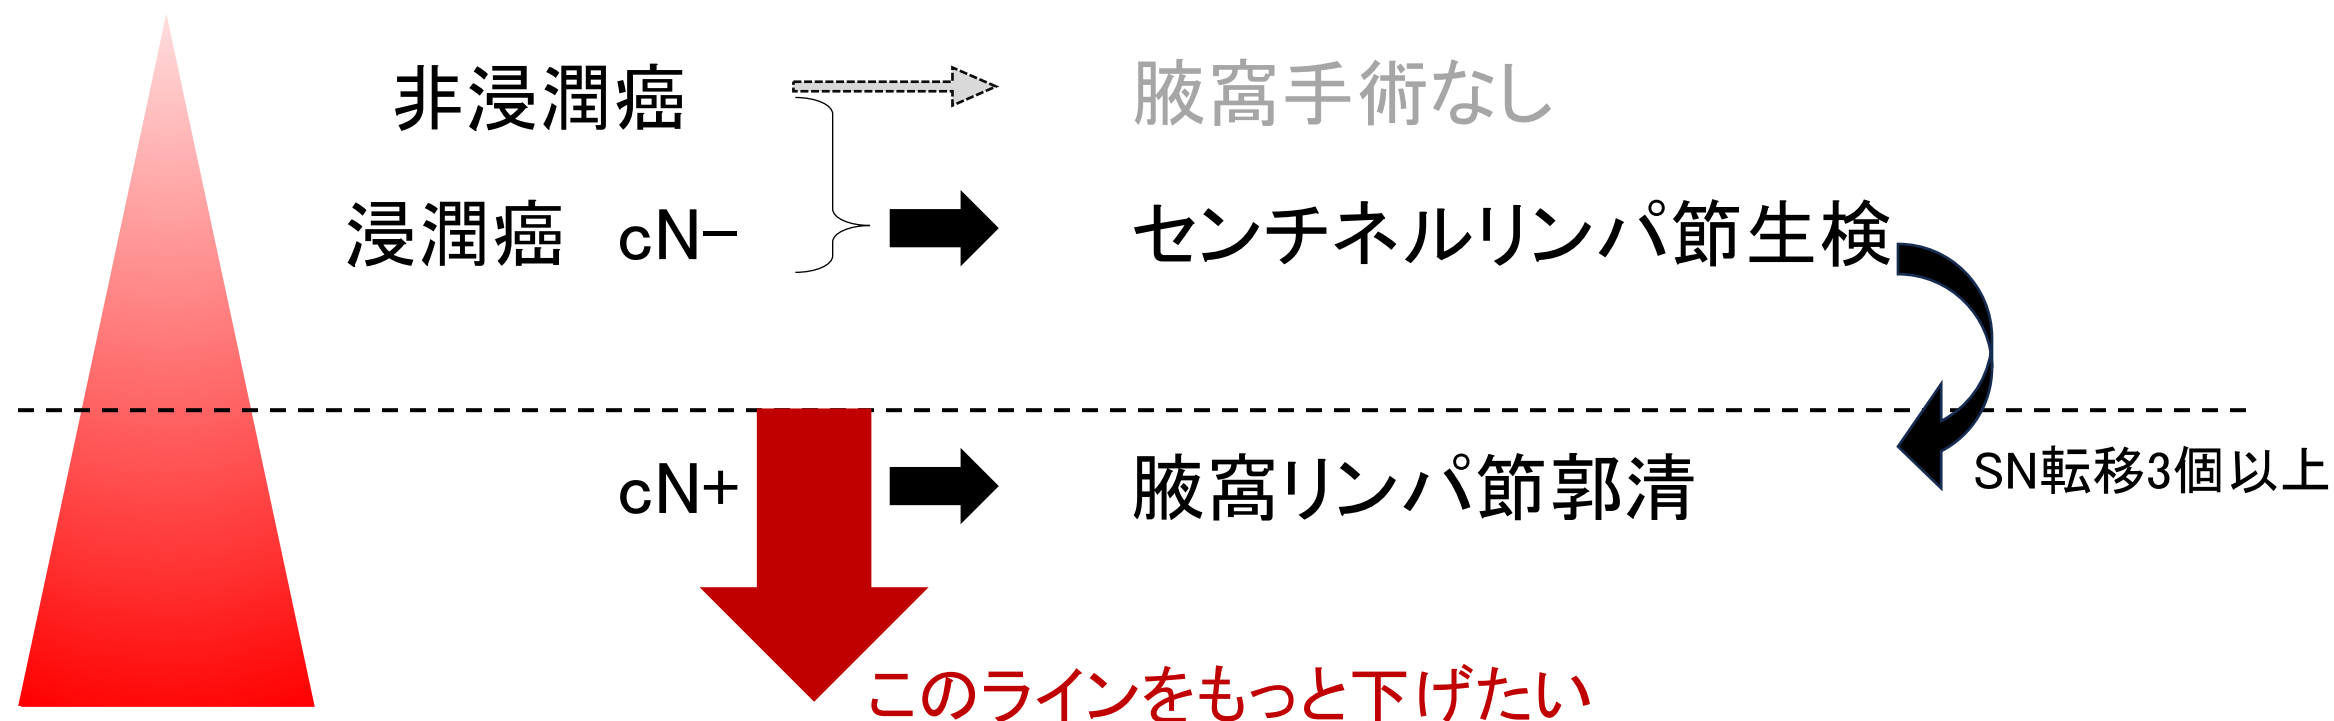 非浸潤癌 腋窩手術なし
浸潤癌 cN− センチネルリンパ節生検
cN+ 腋窩リンパ節郭清
SN転移3個以上
このラインをもっと下げたい